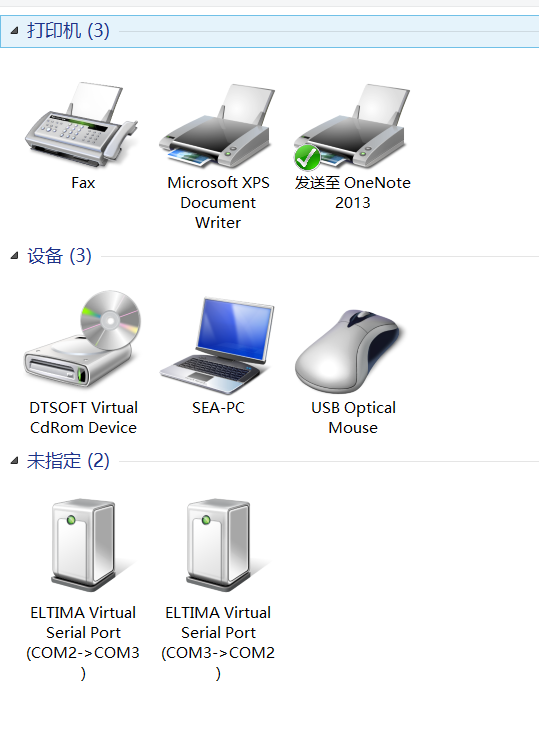 打印机 (3)
Fax
Microsoft XPS
Document
Writer
发送至 OneNote
2013
设备 (3)
DTSOFT Virtual
CdRom Device
SEA-PC
USB Optical
Mouse
未指定 (2)
ELTIMA Virtual
Serial Port
(COM2->COM3
)
ELTIMA Virtual
Serial Port
(COM3->COM2
)